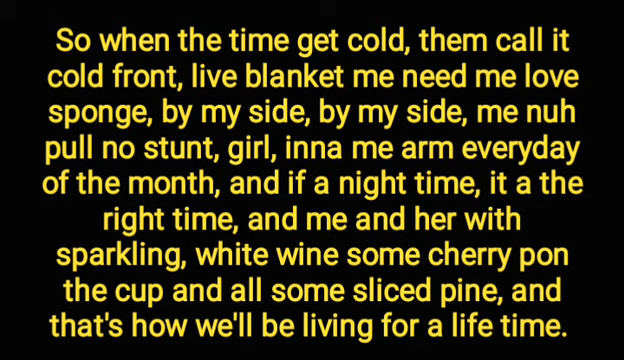 So when the time get cold, them call it
cold front, live blanket me need me love
sponge, by my side, by my side, me nuh
pull no stunt, girl, inna me arm everyday
of the month, and if a night time, it a the
right time, and me and her with
sparkling, white wine some cherry pon
the cup and all some sliced pine, and
that's how we'll be living for a life time.